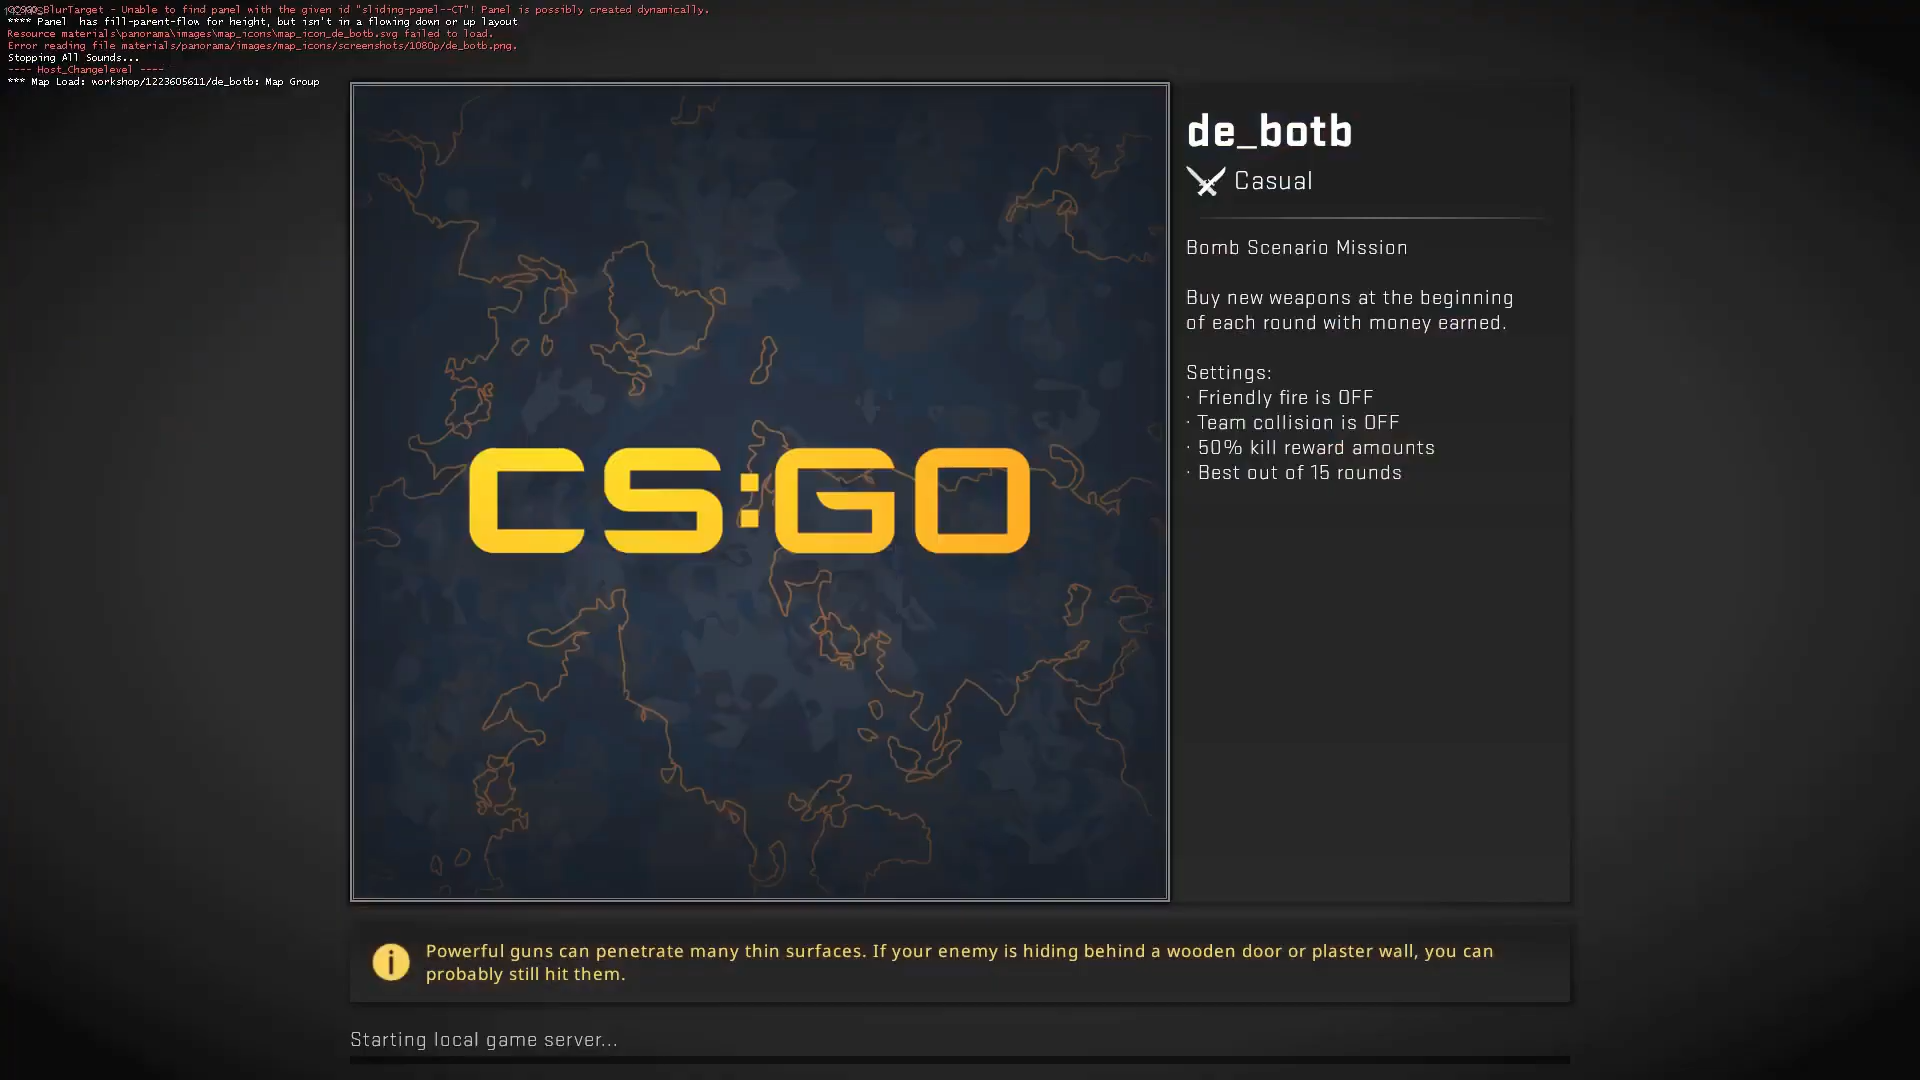 BlurTarget - Unable to find panel with the given id "sliding-panel--CT"! Panel is possibly created dynamically.
**** Panel  has fill-parent-flow for height, but isn't in a flowing down or up layout
Resource materials\panorama\images\map_icons\map_icon_de_botb.svg failed to load.
Error reading file materials/panorama/images/map_icons/screenshots/1080p/de_botb.png.
Stopping All Sounds...
---- Host_Changelevel ----
*** Map Load: workshop/1223605611/de_botb: Map Group
CS:GO
de_botb
Casual
Bomb Scenario Mission
Buy new weapons at the beginning
of each round with money earned.
Settings:
· Friendly fire is OFF
· Team collision is OFF
· 50% kill reward amounts
· Best out of 15 rounds
Powerful guns can penetrate many thin surfaces. If your enemy is hiding behind a wooden door or plaster wall, you can
probably still hit them.
Starting local game server...